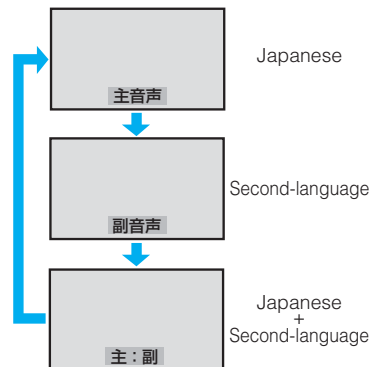 主音声
Japanese
副音声
Second-language
主：副
Japanese
+
Second-language